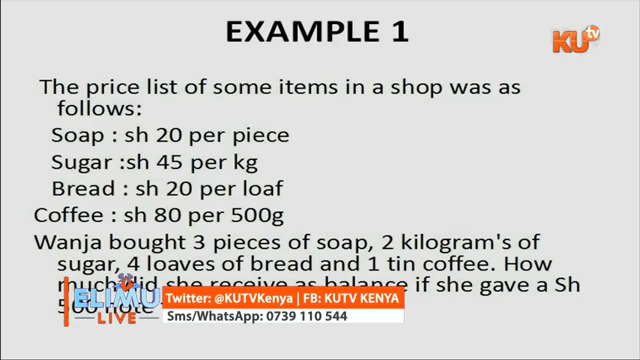 EXAMPLE 1
KUtv
The price list of some items in a shop was as
follows:
Soap : sh 20 per piece
Sugar :sh 45 per kg
Bread : sh 20 per loaf
Coffee : sh 80 per 500g
Wanja bought 3 pieces of soap, 2 kilogram's of
sugar, 4 loaves of bread and 1 tin coffee. How
much did she receive as balance if she gave a Sh
500 note
ELIMU
LIVE
Twitter: @KUTVKenya | FB: KUTV KENYA
Sms/WhatsApp: 0739 110 544